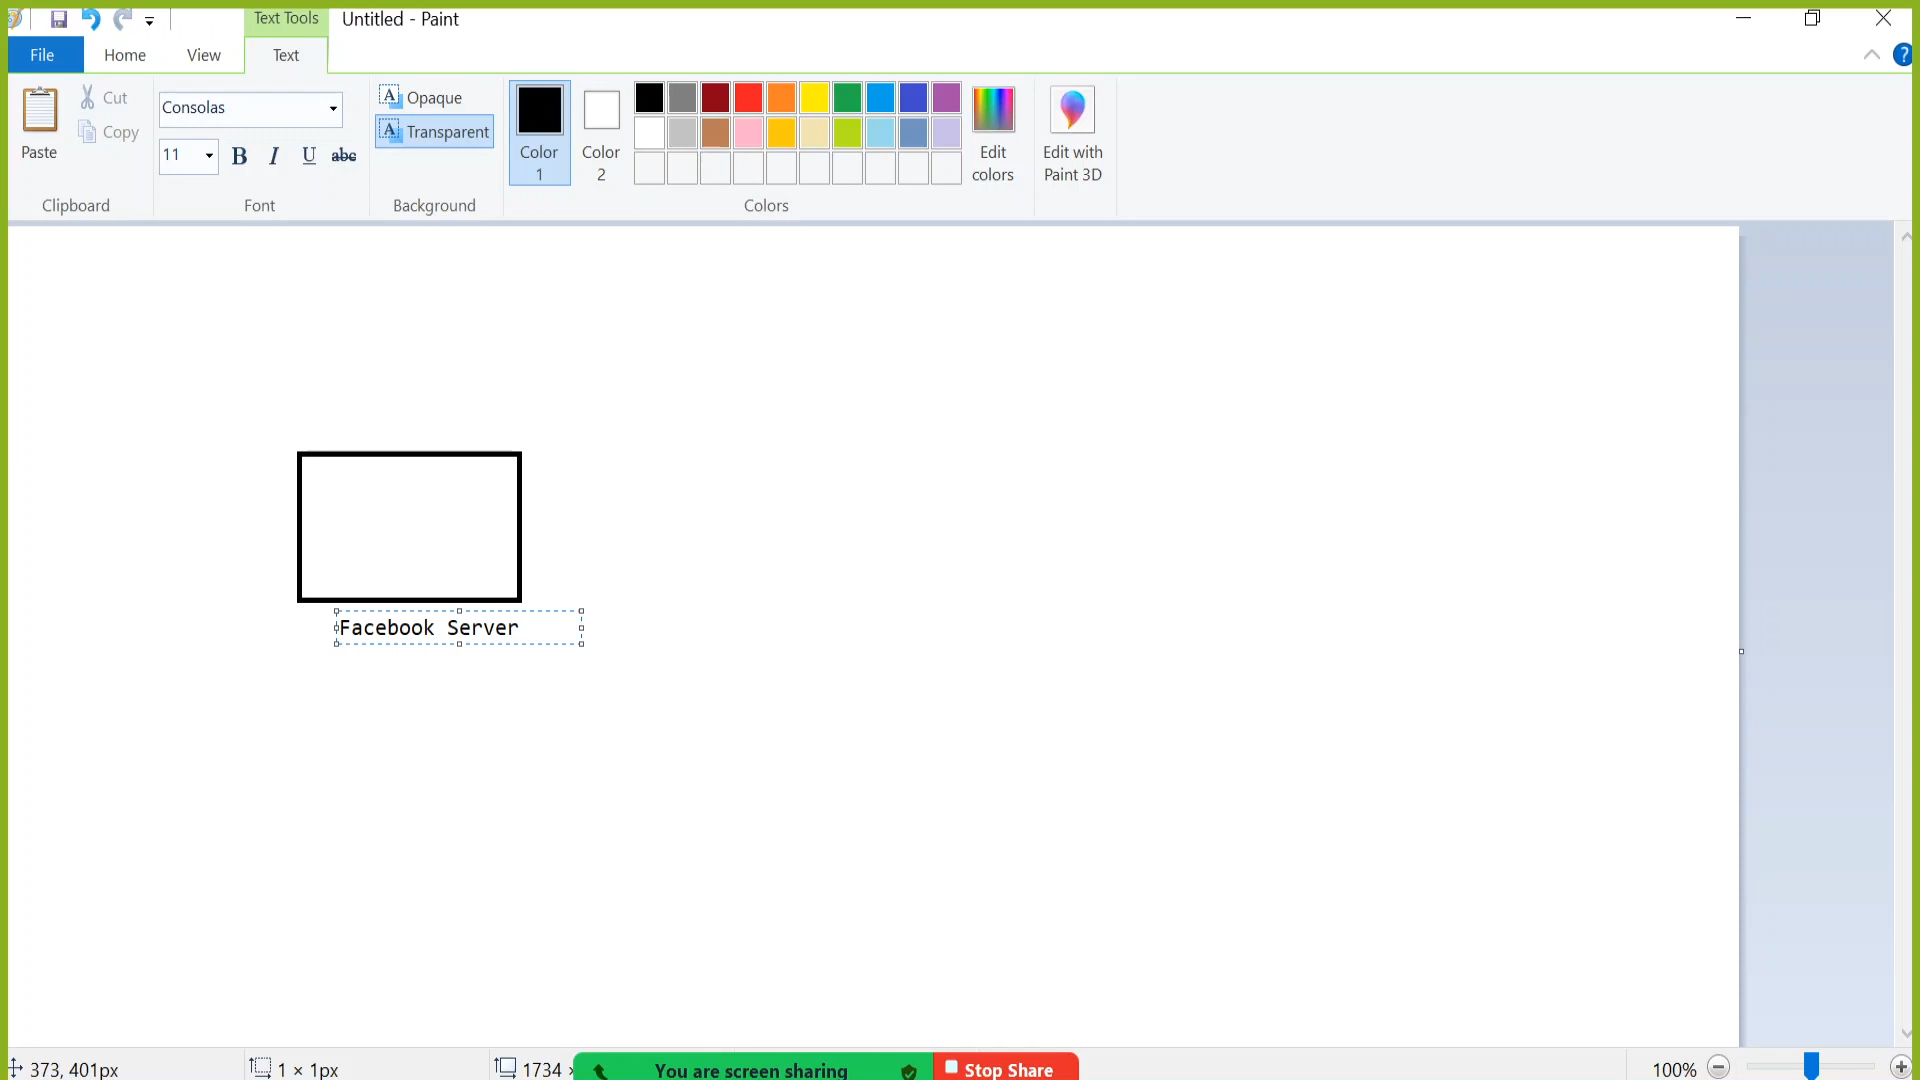 Text Tools
Untitled - Paint
File
Home
View
Text
Paste
Cut
Copy
Clipboard
Consolas
11
B I U abc
Font
A Opaque
A Transparent
Background
Color 1
Color 2
Colors
Edit colors
Edit with Paint 3D
?
Facebook Server
373, 401px
1 × 1px
1734
You are screen sharing
Stop Share
100%